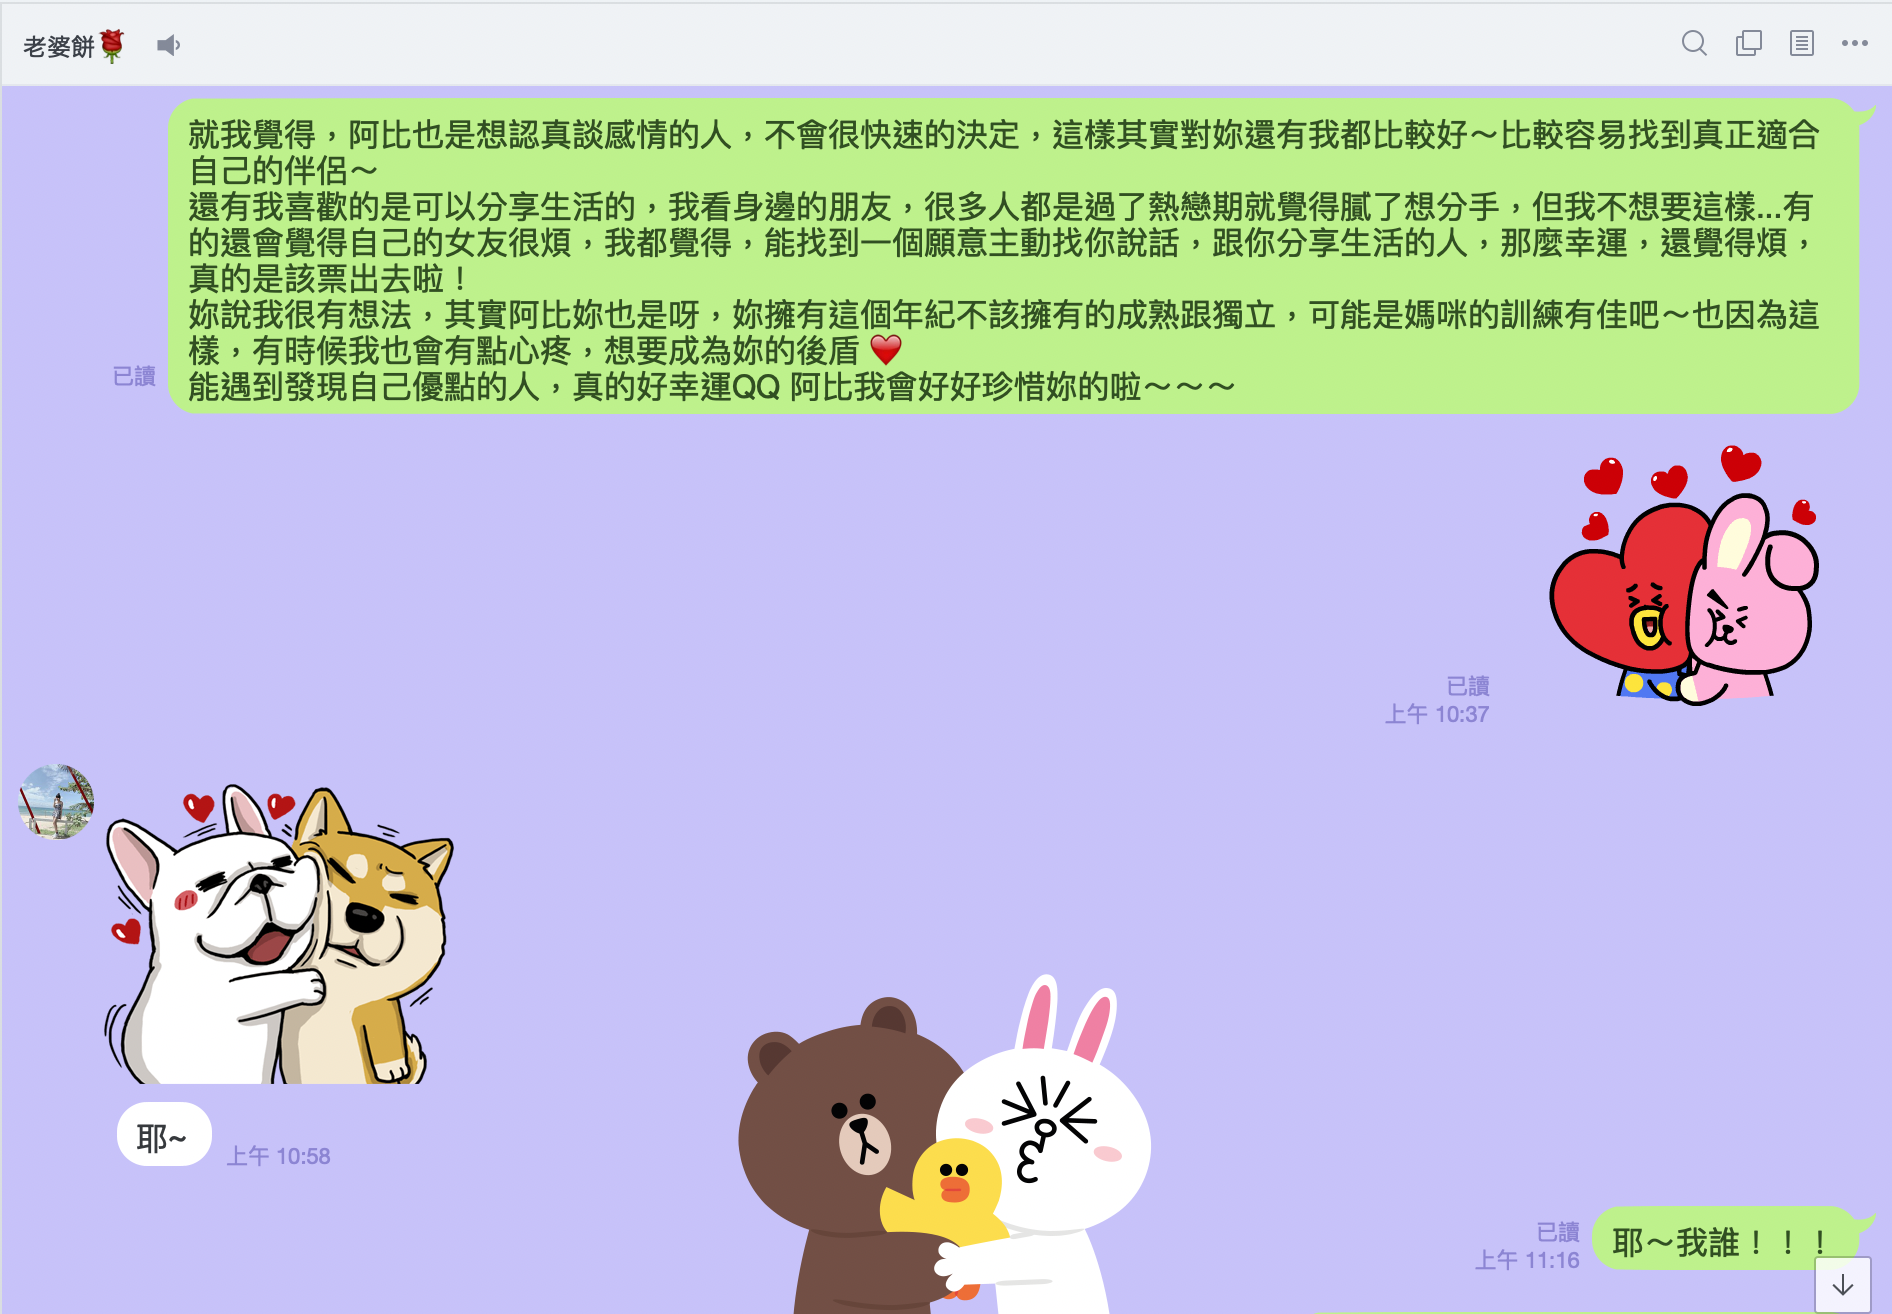 老婆餅
就我覺得，阿比也是想認真談感情的人，不會很快速的決定，這樣其實對妳還有我都比較好～比較容易找到真正適合
自己的伴侶～
還有我喜歡的是可以分享生活的，我看身邊的朋友，很多人都是過了熱戀期就覺得膩了想分手，但我不想要這樣...有
的還會覺得自己的女友很煩，我都覺得，能找到一個願意主動找你說話，跟你分享生活的人，那麼幸運，還覺得煩，
真的是該票出去啦！
妳說我很有想法，其實阿比妳也是呀，妳擁有這個年紀不該擁有的成熟跟獨立，可能是媽咪的訓練有佳吧～也因為這
樣，有時候我也會有點心疼，想要成為妳的後盾 ❤️
能遇到發現自己優點的人，真的好幸運QQ 阿比我會好好珍惜妳的啦～～～
已讀
已讀
上午 10:37
耶~
上午 10:58
已讀
上午 11:16
耶～我誰！！！